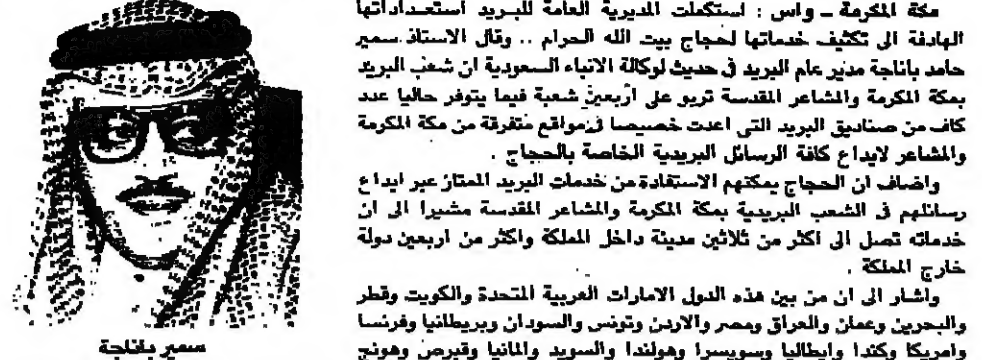 مكة المكرمة ــ واس : استكملت المديرية العامة للبريد استعداداتها
الهادفة الى تكثيف خدماتها لحجاج بيت الله الحرام .. وقال الاستاذ سمير
حامد باناجة مدير عام البريد في حديث لوكالة الانباء السعودية ان شعب البريد
بمكة المكرمة والمشاعر المقدسة تربو على أربعين شعبة فيما يتوفر حاليا عدد
كاف من صناديق البريد التي اعدت خصيصا في مواقع متفرقة من مكة المكرمة
والمشاعر لايداع كافة الرسائل البريدية الخاصة بالحجاج .
واضاف ان الحجاج يمكنهم الاستفادة من خدمات البريد الممتاز عبر ايداع
رسائلهم في الشعب البريدية بمكة المكرمة والمشاعر المقدسة مشيرا الى ان
خدماته تصل الى اكثر من ثلاثين مدينة داخل المملكة واكثر من اربعين دولة
خارج المملكة .
واشار الى ان من بين هذه الدول الامارات العربية المتحدة والكويت وقطر
والبحرين وعمان والعراق ومصر والاردن وتونس والسودان وبريطانيا وفرنسا
وامريكا وكندا وايطاليا وسويسرا وهولندا والسويد والمانيا وقبرص وهونج
سمير باناجة